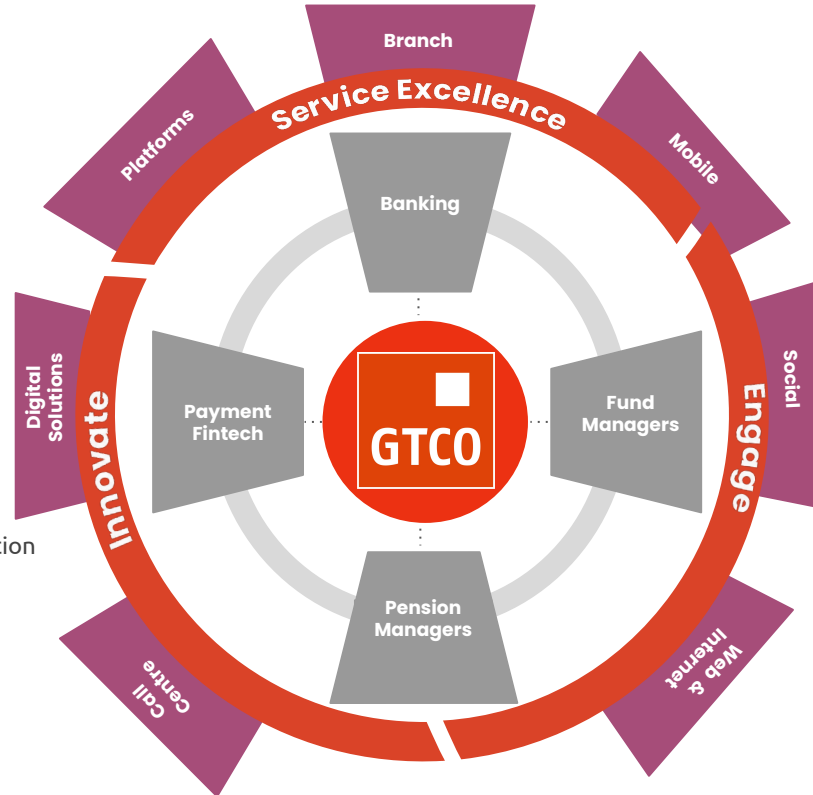 Branch
Service Excellence
Platforms
Mobile
Banking
Digital
Solutions
Innovate
Payment
Fintech
GTCO
Fund
Managers
Engage
Social
tion
Pension
Managers
Call
Centre
Web &
Internet